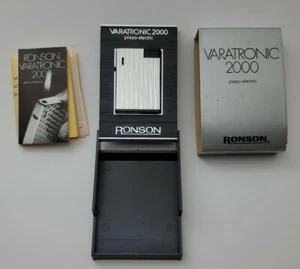 RONSON
VARATRONIC
2000
VARATRONIC 2000
piezo-electric
RONSON
VARATRONIC
2000
piezo-electric
RONSON